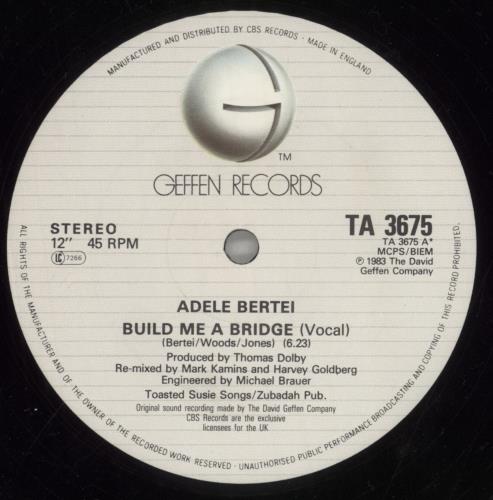 MANUFACTURED AND DISTRIBUTED BY CBS RECORDS · MADE IN ENGLAND
G
TM
GEFFEN RECORDS
STEREO
12" 45 RPM
LC 7266
TA 3675
TA 3675 A*
MCPS/BIEM
℗ 1983 The David
Geffen Company
ADELE BERTEI
BUILD ME A BRIDGE (Vocal)
(Bertei/Woods/Jones) (6.23)
Produced by Thomas Dolby
Re-mixed by Mark Kamins and Harvey Goldberg
Engineered by Michael Brauer
Toasted Susie Songs/Zubadah Pub.
Original sound recording made by The David Geffen Company
CBS Records are the exclusive
licensees for the UK
ALL RIGHTS OF THE MANUFACTURER AND OF THE OWNER OF THE RECORDED WORK RESERVED · UNAUTHORISED PUBLIC PERFORMANCE BROADCASTING AND COPYING OF THIS RECORD PROHIBITED.